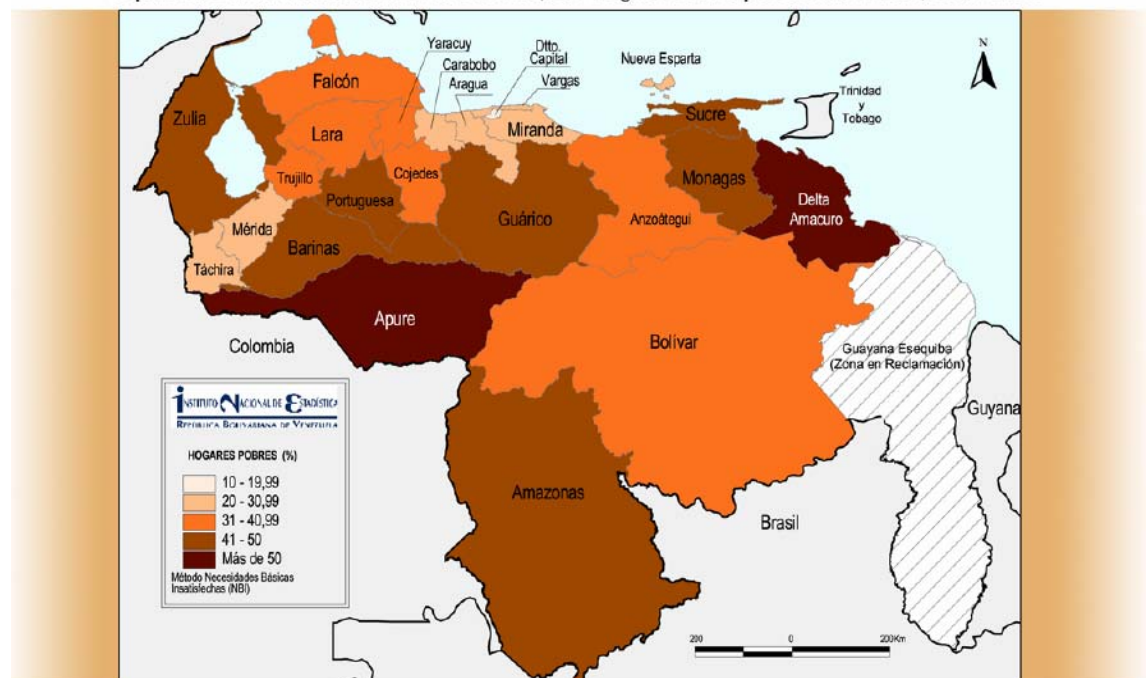 Yaracuy
Carabobo
Aragua
Dtto.
Capital
Vargas
Nueva Esparta
N
Trinidad
y
Tobago
Falcón
Zulia
Lara
Miranda
Sucre
Trujillo
Cojedes
Monagas
Portuguesa
Guárico
Anzoátegui
Delta
Amacuro
Mérida
Barinas
Táchira
Apure
Colombia
Bolívar
Guayana Esequiba
(Zona en Reclamación)
Guyana
INSTITUTO NACIONAL DE ESTADÍSTICA
REPÚBLICA BOLIVARIANA DE VENEZUELA
HOGARES POBRES (%)
10 - 19,99
20 - 30,99
31 - 40,99
41 - 50
Más de 50
Método Necesidades Básicas
Insatisfechas (NBI)
Amazonas
Brasil
200 0 200 Km